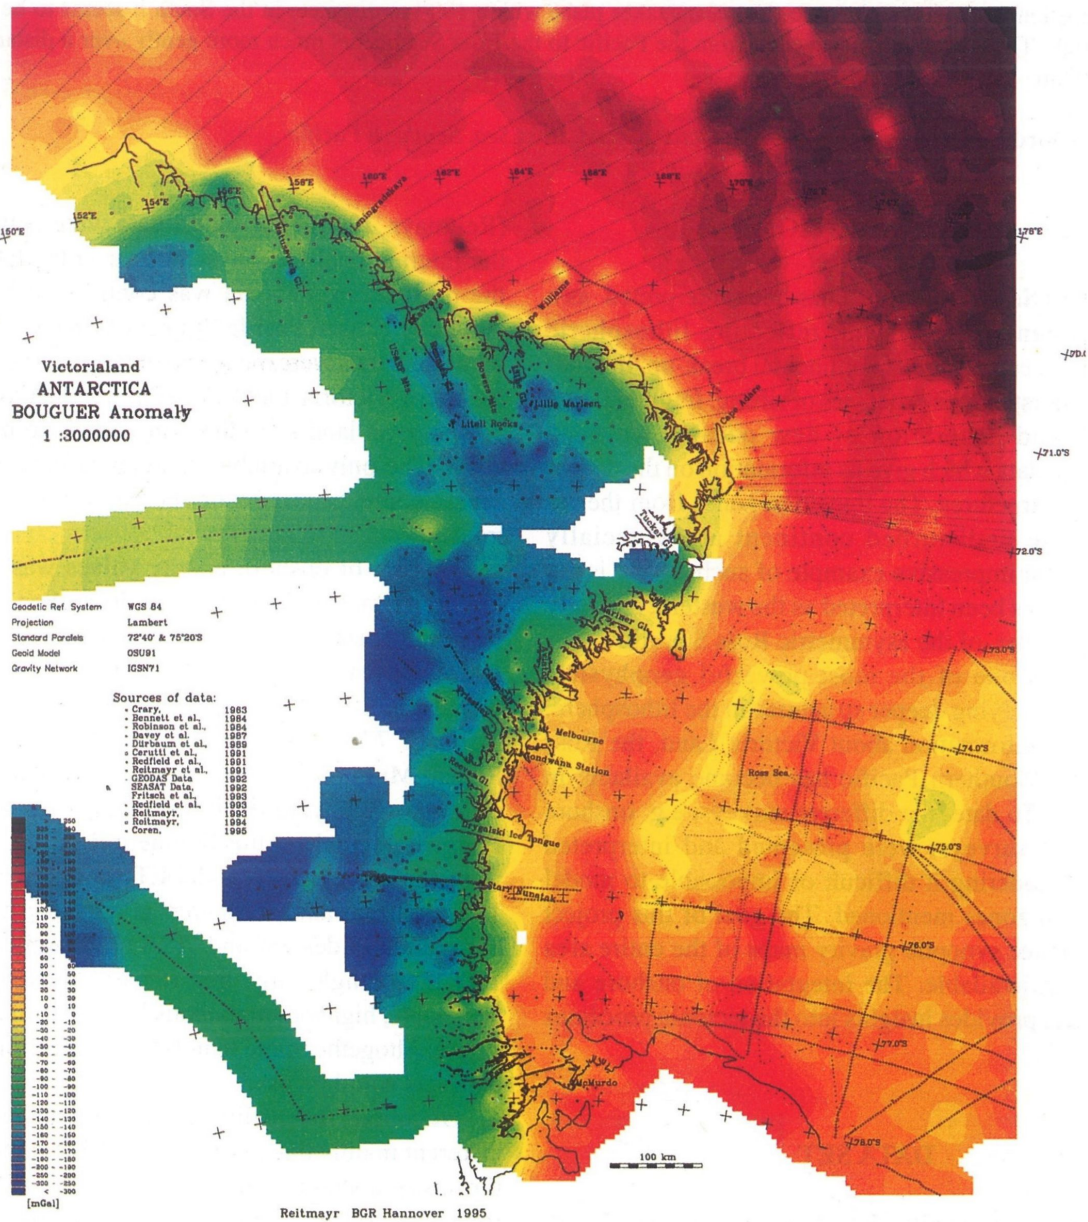 160°E
162°E
164°E
166°E
168°E
170°E
158°E
156°E
154°E
152°E
150°E
178°E
Leningradskaya
Matusevich Gl.
Cape Williams
USARP Mts.
Bowers Mts.
Lillie Marleen
Litell Rocks
Cape Adare
70.0
71.0°S
Victorialand
ANTARCTICA
BOUGUER Anomaly
1 :3000000
Tucker Gl.
72.0°S
Mariner Gl.
73.0°S
Geodetic Ref. System WGS 84
Projection Lambert
Standard Parallels 72°40' & 75°20'S
Geoid Model OSU91
Gravity Network IGSN71
Sources of data:
Crary, 1963
Bennett et al., 1984
Robinson et al., 1984
Davey et al. 1987
Dürbaum et al., 1989
Cerutti et al., 1991
Redfield et al., 1991
Reitmayr et al., 1991
GEODAS Data 1992
SEASAT Data, 1992
Fritsch et al., 1993
Redfield et al., 1993
Reitmayr, 1993
Reitmayr, 1994
Coren, 1995
Mt. Melbourne
Gondwana Station
Reeves Gl.
Ross Sea
74.0°S
Drygalski Ice Tongue
75.0°S
Starr Nunatak
76.0°S
77.0°S
McMurdo
78.0°S
100 km
[mGal]
Reitmayr BGR Hannover 1995